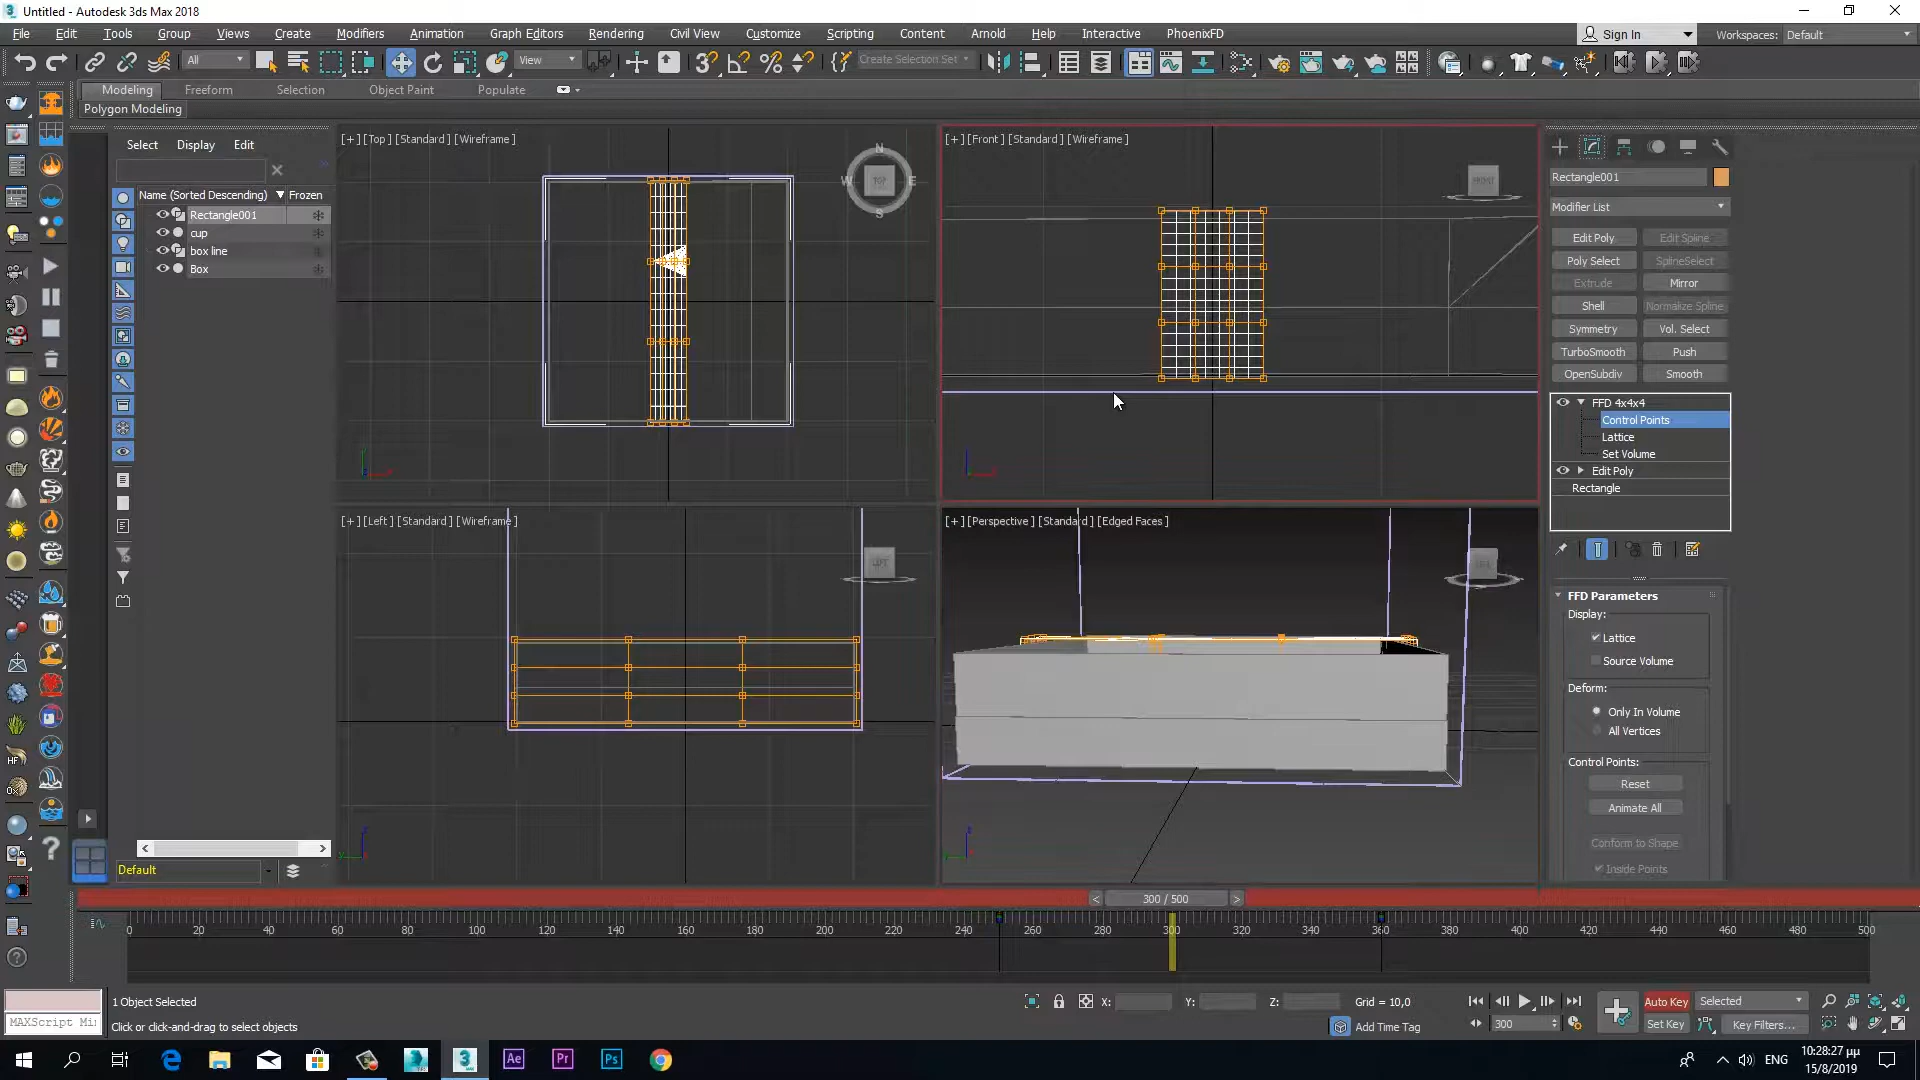 Untitled - Autodesk 3ds Max 2018
File Edit Tools Group Views Create Modifiers Animation Graph Editors Rendering Civil View Customize Scripting Content Arnold Help Interactive PhoenixFD
Sign In
Workspaces: Default
All
View
Create Selection Set
Modeling Freeform Selection Object Paint Populate
Polygon Modeling
Select Display Edit
Name (Sorted Descending) Frozen
Rectangle001
cup
box line
Box
Default
[+] [Top] [Standard] [Wireframe]
N
W
E
S
TOP
[+] [Front] [Standard] [Wireframe]
FRONT
[+] [Left] [Standard] [Wireframe]
LEFT
[+] [Perspective] [Standard] [Edged Faces]
Rectangle001
Modifier List
Edit Poly Edit Spline
Poly Select SplineSelect
Extrude Mirror
Shell Normalize Spline
Symmetry Vol. Select
TurboSmooth Push
OpenSubdiv Smooth
FFD 4x4x4
Control Points
Lattice
Set Volume
Edit Poly
Rectangle
FFD Parameters
Display:
Lattice
Source Volume
Deform:
Only In Volume
All Vertices
Control Points:
Reset
Animate All
Conform to Shape
Inside Points
< 300 / 500 >
0 20 40 60 80 100 120 140 160 180 200 220 240 260 280 300 320 340 360 380 400 420 440 460 480 500
1 Object Selected
X: Y: Z: Grid = 10,0
Auto Key Selected
MAXScript Mi
Click or click-and-drag to select objects
Add Time Tag
300
Set Key Key Filters...
Ae Pr Ps
ENG
10:28:27 μμ
15/8/2019